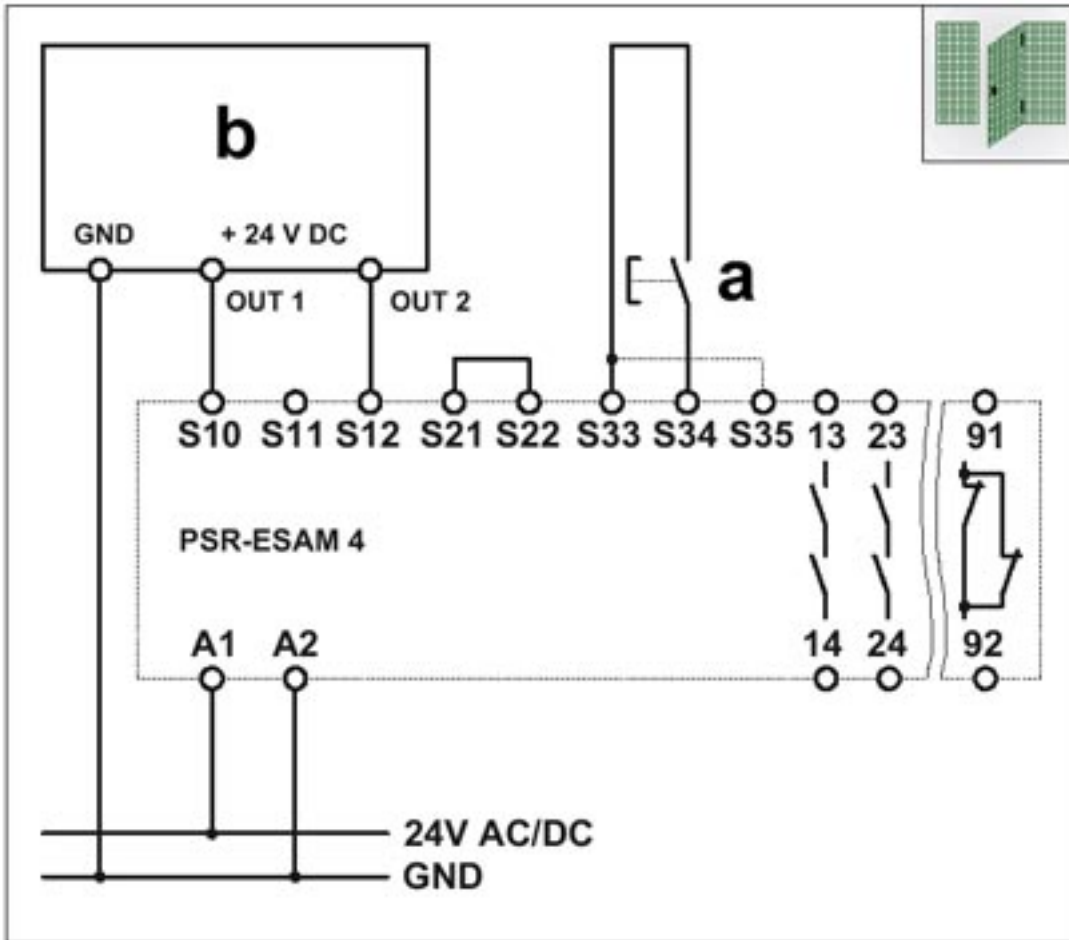 b
GND + 24 V DC
OUT 1 OUT 2
a
S10 S11 S12 S21 S22 S33 S34 S35 13 23 91
PSR-ESAM 4
A1 A2 14 24 92
24V AC/DC
GND